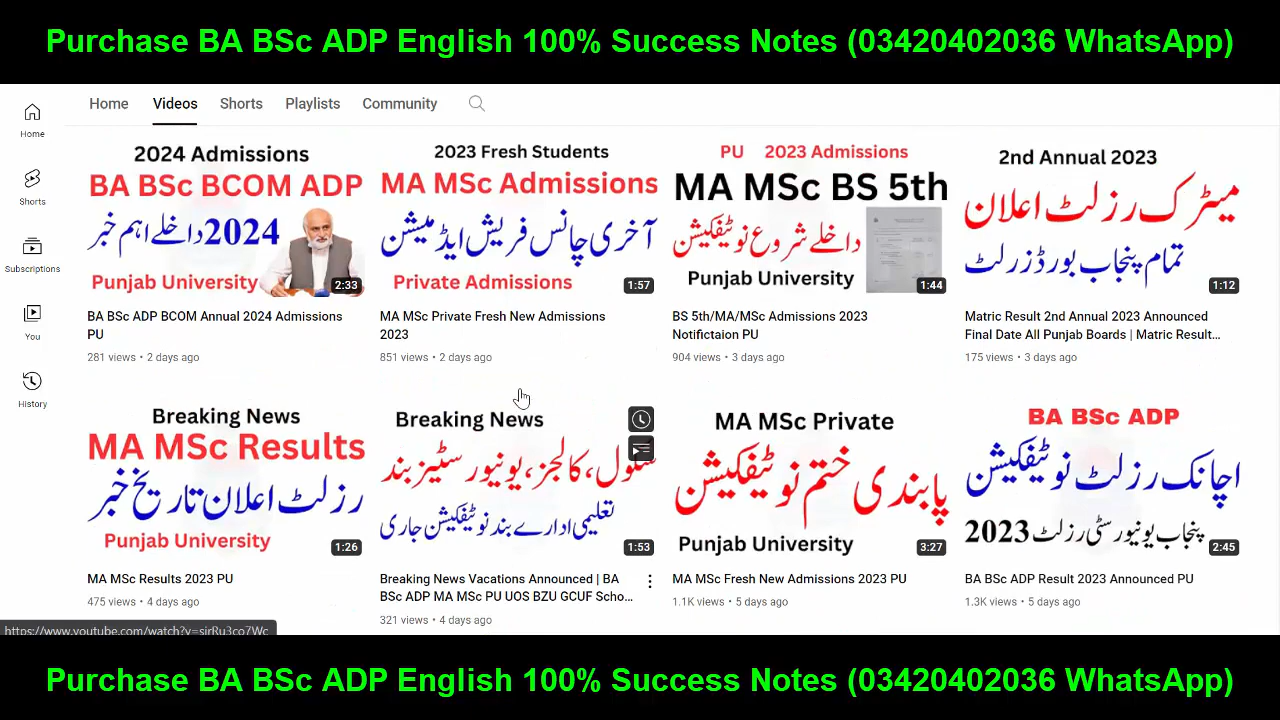 Purchase BA BSc ADP English 100% Success Notes (03420402036 WhatsApp)
Home Videos Shorts Playlists Community
Home
Shorts
Subscriptions
You
History
2024 Admissions
BA BSc BCOM ADP
2024 داخلے اہم خبر
Punjab University
2:33
BA BSc ADP BCOM Annual 2024 Admissions
PU
281 views • 2 days ago
2023 Fresh Students
MA MSc Admissions
آخری چانس فریش ایڈمیشن
Private Admissions
1:57
MA MSc Private Fresh New Admissions
2023
851 views • 2 days ago
PU 2023 Admissions
MA MSc BS 5th
داخلے شروع نوٹیفکیشن
Punjab University
1:44
BS 5th/MA/MSc Admissions 2023
Notifictaion PU
904 views • 3 days ago
2nd Annual 2023
میٹرک رزلٹ اعلان
تمام پنجاب بورڈز رزلٹ
1:12
Matric Result 2nd Annual 2023 Announced
Final Date All Punjab Boards | Matric Result...
175 views • 3 days ago
Breaking News
MA MSc Results
رزلٹ اعلان تاریخ خبر
Punjab University
1:26
MA MSc Results 2023 PU
475 views • 4 days ago
Breaking News
سکول، کالجز، یونیورسٹیز بند
تعلیمی ادارے بند نوٹیفکیشن جاری
1:53
Breaking News Vacations Announced | BA
BSc ADP MA MSc PU UOS BZU GCUF Scho...
321 views • 4 days ago
MA MSc Private
پابندی ختم نوٹیفکیشن
Punjab University
3:27
MA MSc Fresh New Admissions 2023 PU
1.1K views • 5 days ago
BA BSc ADP
اچانک رزلٹ نوٹیفکیشن
پنجاب یونیورسٹی رزلٹ 2023
2:45
BA BSc ADP Result 2023 Announced PU
1.3K views • 5 days ago
https://www.youtube.com/watch?v=sirRu3co7Wc
Purchase BA BSc ADP English 100% Success Notes (03420402036 WhatsApp)